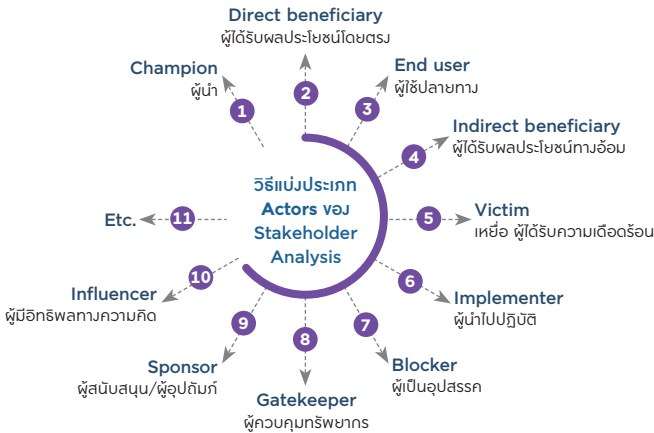 วิธีแบ่งประเภท
Actors ของ
Stakeholder
Analysis
1
Champion
ผู้นำ
2
Direct beneficiary
ผู้ได้รับผลประโยชน์โดยตรง
3
End user
ผู้ใช้ปลายทาง
4
Indirect beneficiary
ผู้ได้รับผลประโยชน์ทางอ้อม
5
Victim
เหยื่อ ผู้ได้รับความเดือดร้อน
6
Implementer
ผู้นำไปปฏิบัติ
7
Blocker
ผู้เป็นอุปสรรค
8
Gatekeeper
ผู้ควบคุมทรัพยากร
9
Sponsor
ผู้สนับสนุน/ผู้อุปถัมภ์
10
Influencer
ผู้มีอิทธิพลทางความคิด
11
Etc.